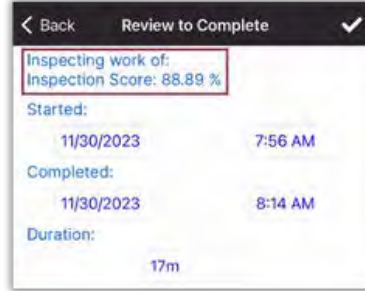 Back Review to Complete
Inspecting work of:
Inspection Score: 88.89 %
Started:
11/30/2023 7:56 AM
Completed:
11/30/2023 8:14 AM
Duration:
17m